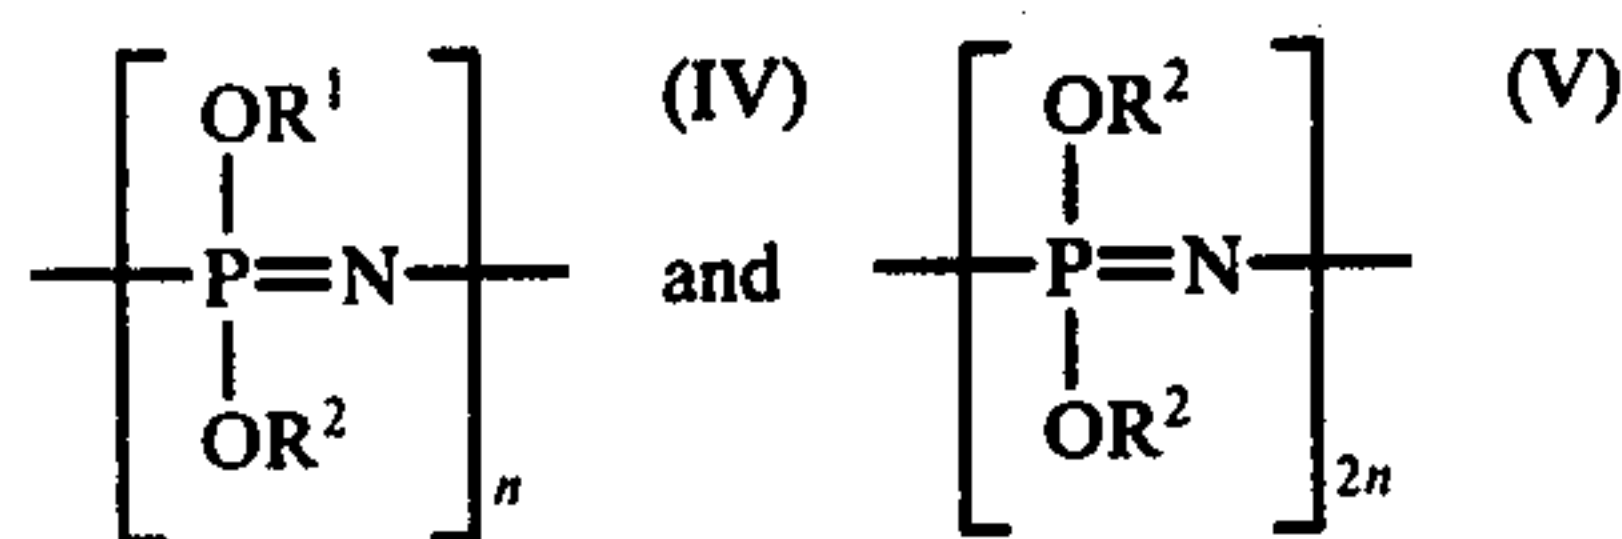 OR¹ (IV) OR² (V)
P=N and P=N
OR² OR²
n 2n